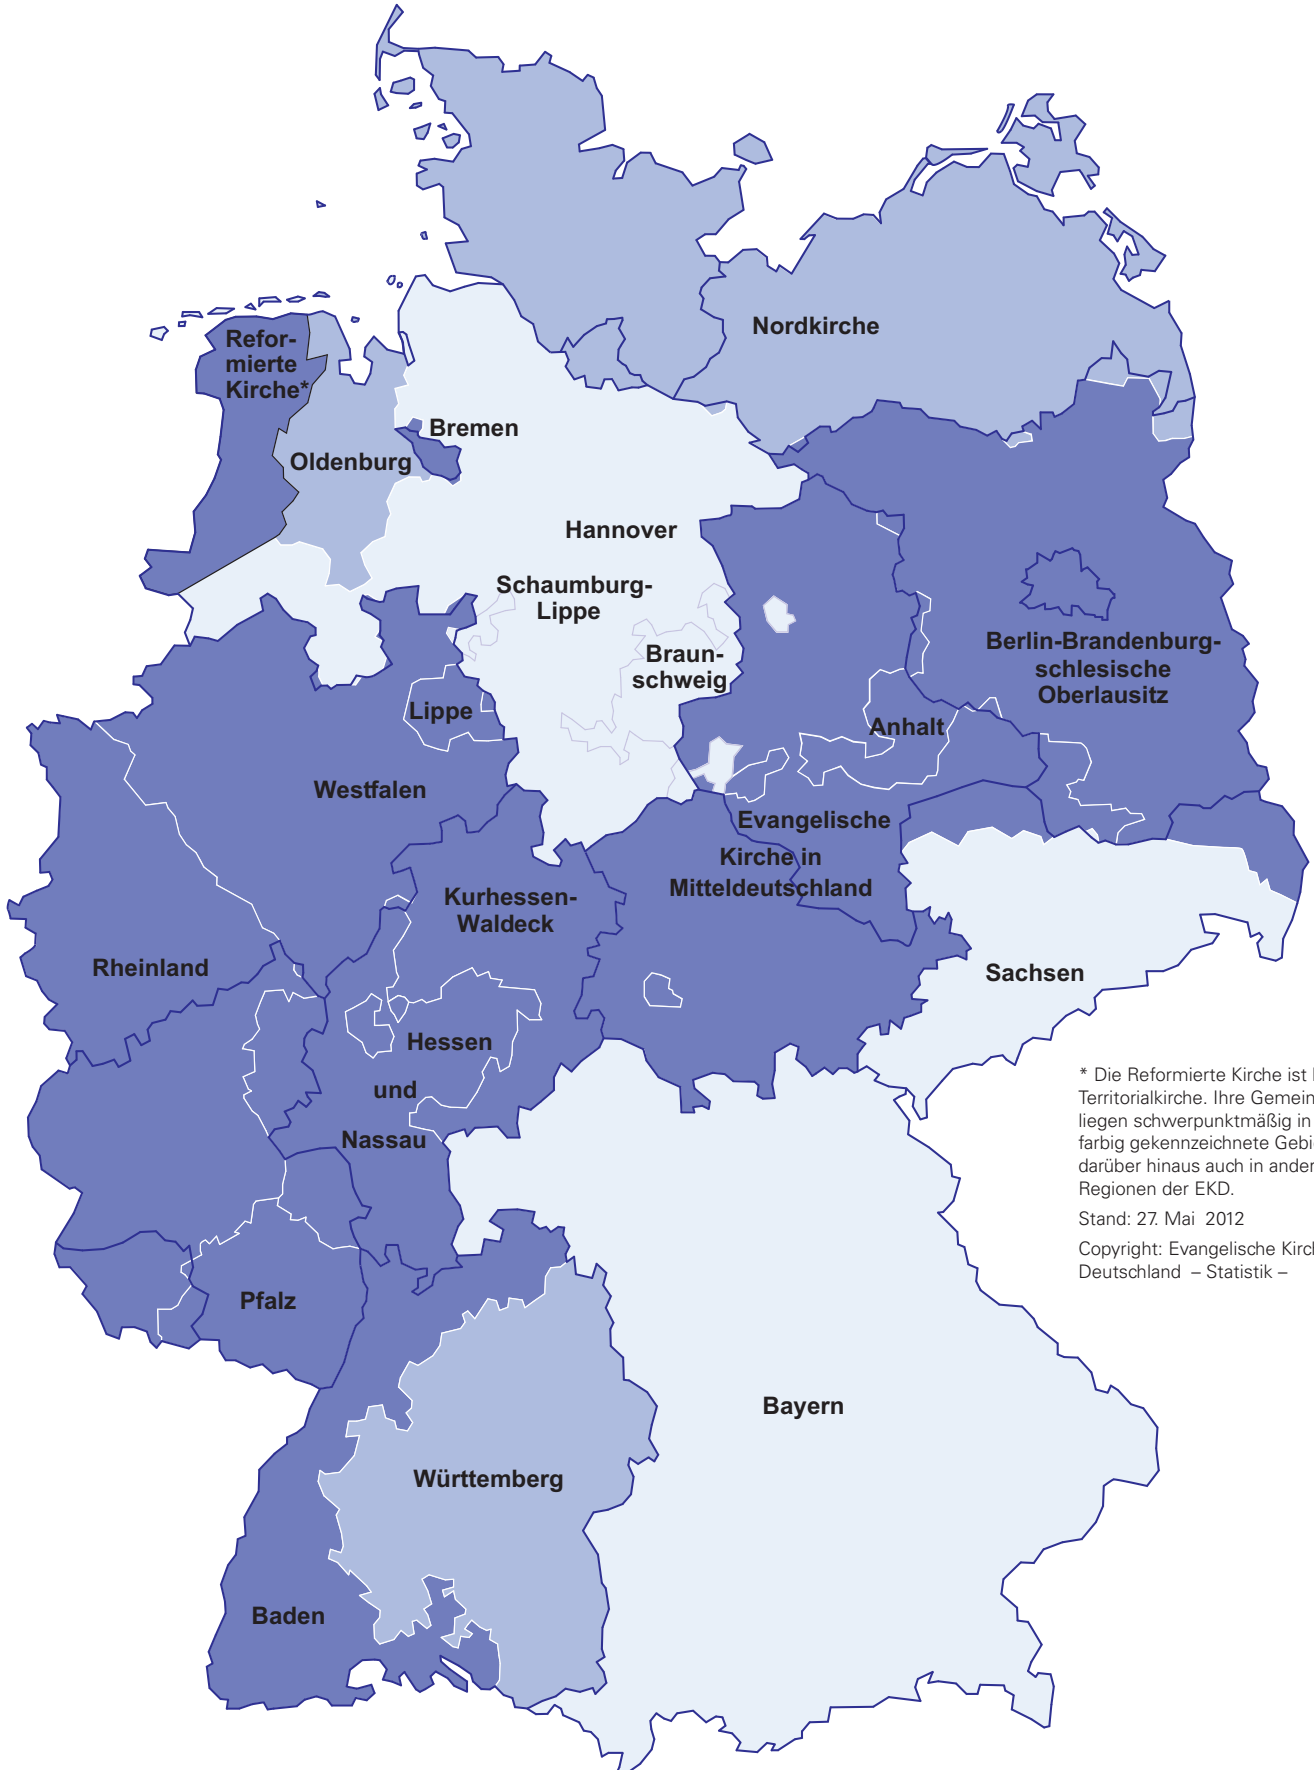 Nordkirche
Refor-
mierte
Kirche*
Bremen
Oldenburg
Hannover
Schaumburg-
Lippe
Braun-
schweig
Berlin-Brandenburg-
schlesische
Oberlausitz
Lippe
Anhalt
Westfalen
Evangelische
Kirche in
Mitteldeutschland
Kurhessen-
Waldeck
Rheinland
Sachsen
Hessen
und
Nassau
* Die Reformierte Kirche ist
Territorialkirche. Ihre Gemein
liegen schwerpunktmäßig in
farbig gekennzeichnete Gebi
darüber hinaus auch in ander
Regionen der EKD.
Stand: 27. Mai 2012
Copyright: Evangelische Kirc
Deutschland – Statistik –
Pfalz
Bayern
Württemberg
Baden